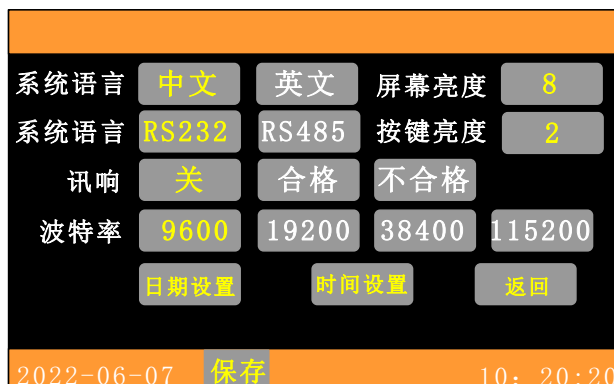 系统语言 中文 英文 屏幕亮度 8
系统语言 RS232 RS485 按键亮度 2
讯响 关 合格 不合格
波特率 9600 19200 38400 115200
日期设置 时间设置 返回
2022-06-07 保存 10: 20:20